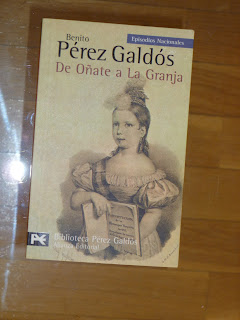 Benito
Episodios Nacionales
Pérez Galdós
De Oñate a La Granja
Biblioteca Pérez Galdós
Alianza Editorial